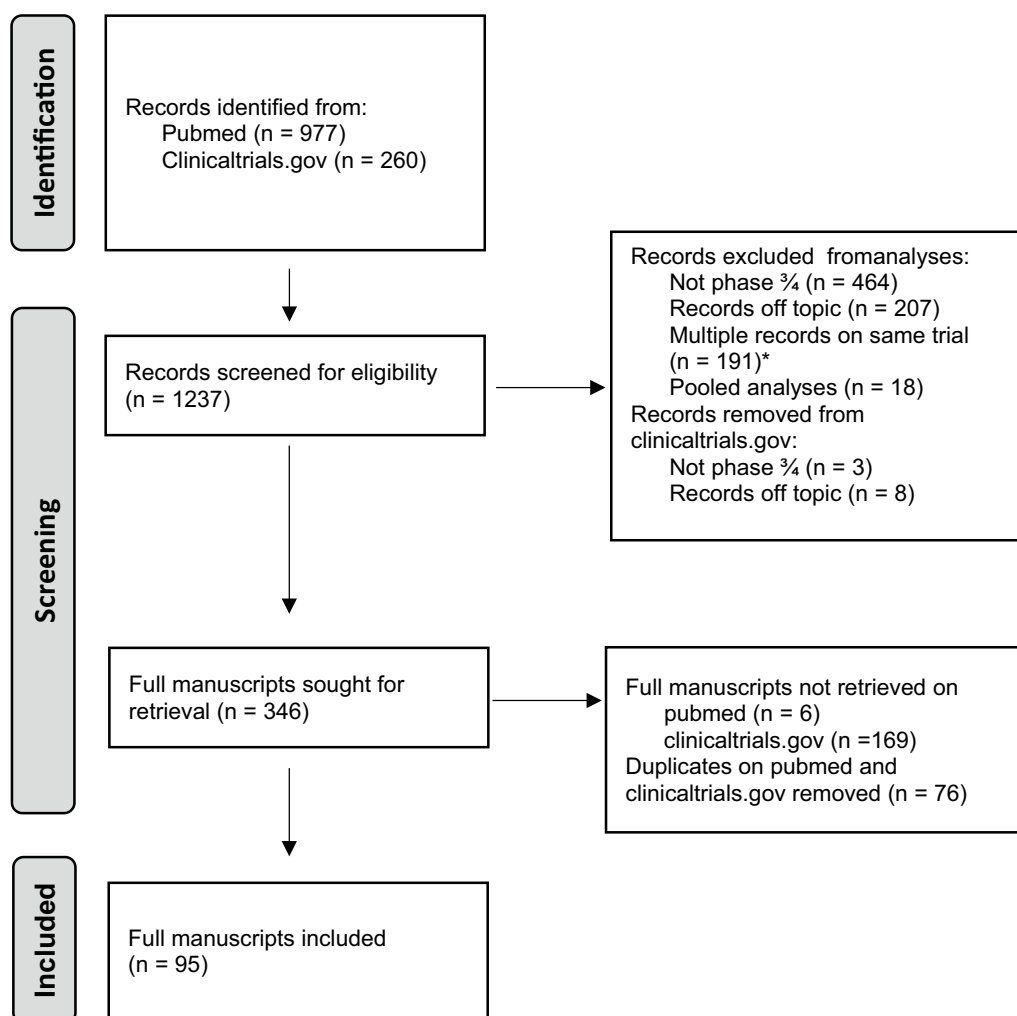 Identification
Records identified from:
Pubmed (n = 977)
Clinicaltrials.gov (n = 260)
Records excluded  fromanalyses:
Not phase ¾ (n = 464)
Records off topic (n = 207)
Multiple records on same trial
(n = 191)*
Pooled analyses (n = 18)
Records removed from
clinicaltrials.gov:
Not phase ¾ (n = 3)
Records off topic (n = 8)
Screening
Records screened for eligibility
(n = 1237)
Full manuscripts sought for
retrieval (n = 346)
Full manuscripts not retrieved on
pubmed (n = 6)
clinicaltrials.gov (n =169)
Duplicates on pubmed and
clinicaltrials.gov removed (n = 76)
Included
Full manuscripts included
(n = 95)